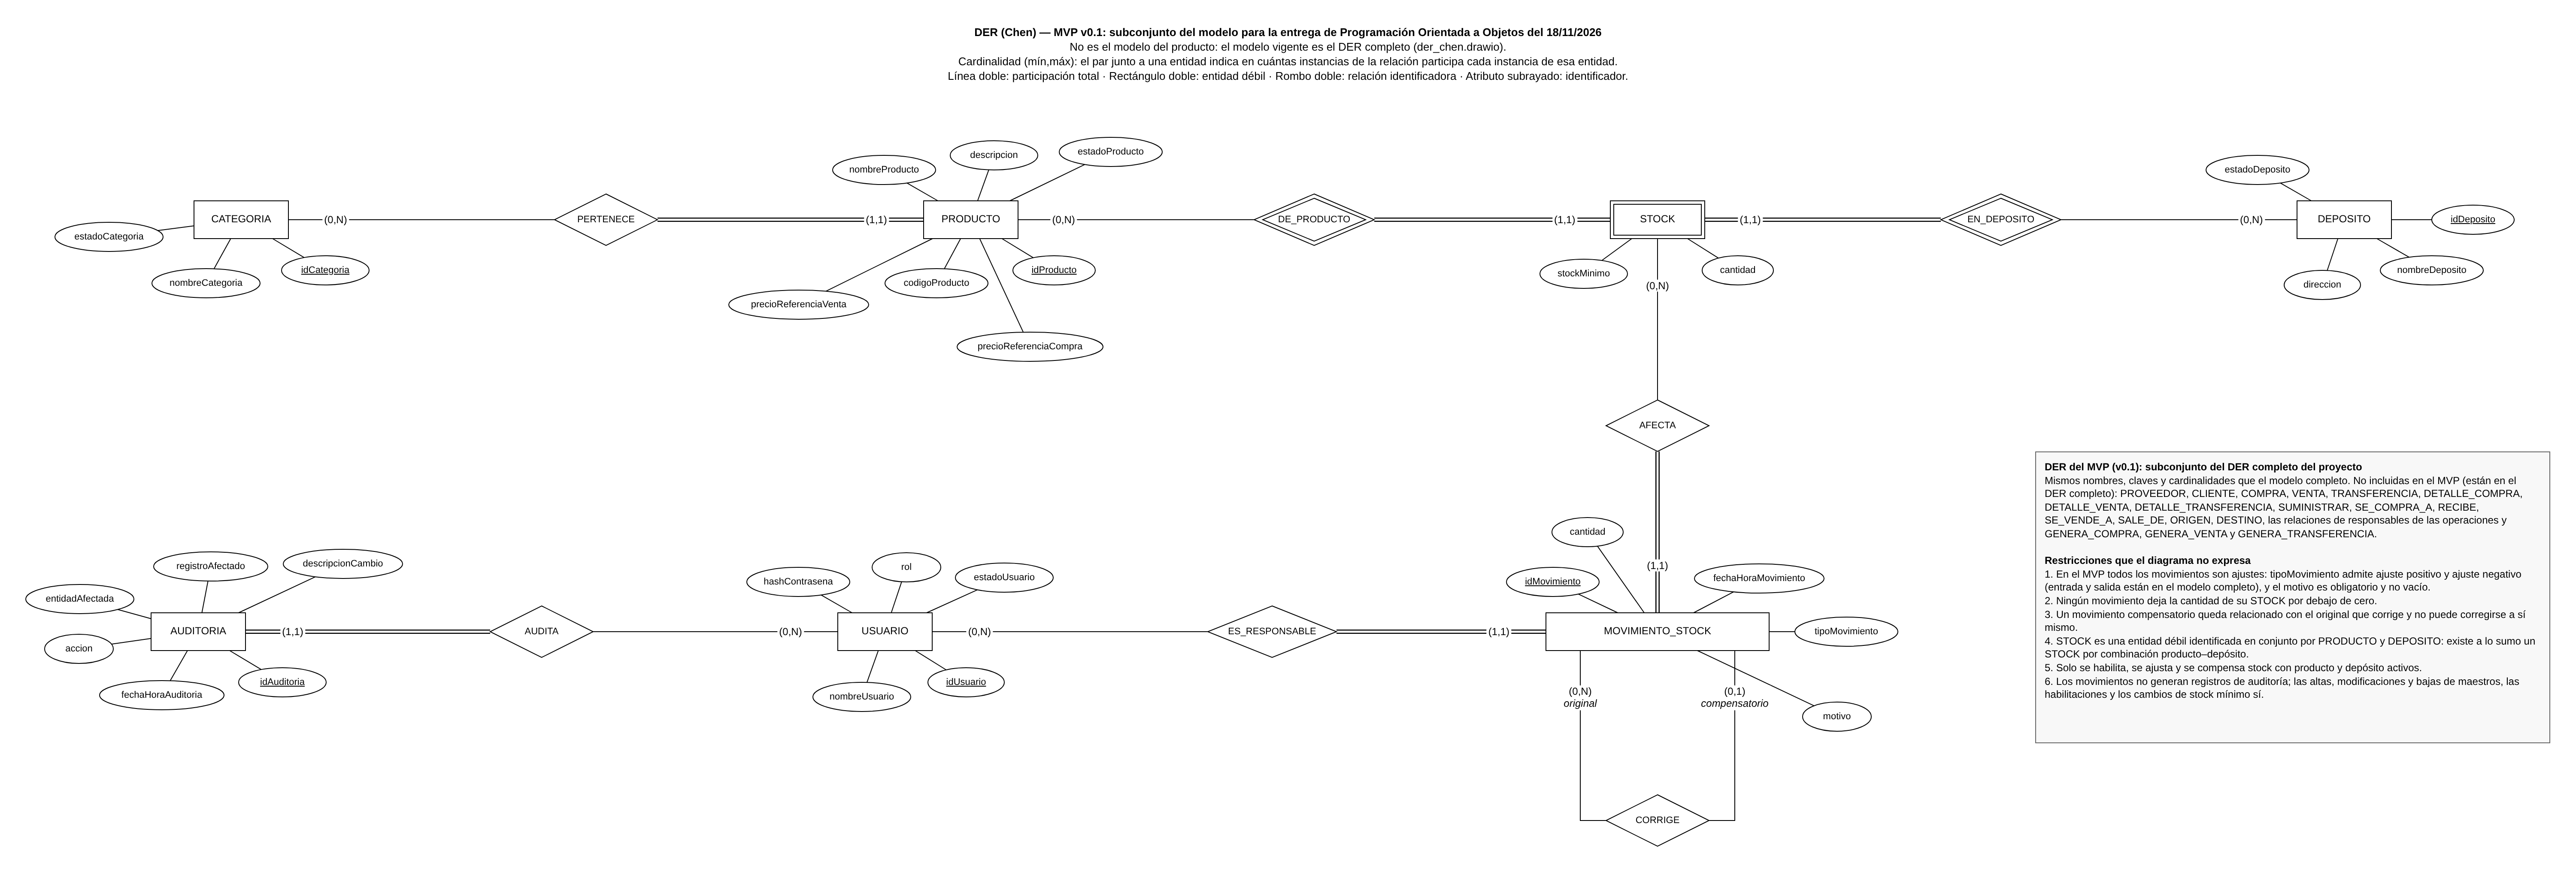 DER (Chen) — MVP v0.1: subconjunto del modelo para la entrega de Programación Orientada a Objetos del 18/11/2026
No es el modelo del producto: el modelo vigente es el DER completo (der_chen.drawio).
Cardinalidad (mín,máx): el par junto a una entidad indica en cuántas instancias de la relación participa cada instancia de esa entidad.
Línea doble: participación total · Rectángulo doble: entidad débil · Rombo doble: relación identificadora · Atributo subrayado: identificador.
nombreProducto
descripcion
estadoProducto
estadoDeposito
CATEGORIA
(0,N)
PERTENECE
(1,1)
PRODUCTO
(0,N)
DE_PRODUCTO
(1,1)
STOCK
(1,1)
EN_DEPOSITO
(0,N)
DEPOSITO
idDeposito
estadoCategoria
nombreCategoria
idCategoria
precioReferenciaVenta
codigoProducto
idProducto
precioReferenciaCompra
stockMinimo
(0,N)
cantidad
direccion
nombreDeposito
AFECTA
DER del MVP (v0.1): subconjunto del DER completo del proyecto
Mismos nombres, claves y cardinalidades que el modelo completo. No incluidas en el MVP (están en el
DER completo): PROVEEDOR, CLIENTE, COMPRA, VENTA, TRANSFERENCIA, DETALLE_COMPRA,
DETALLE_VENTA, DETALLE_TRANSFERENCIA, SUMINISTRAR, SE_COMPRA_A, RECIBE,
SE_VENDE_A, SALE_DE, ORIGEN, DESTINO, las relaciones de responsables de las operaciones y
GENERA_COMPRA, GENERA_VENTA y GENERA_TRANSFERENCIA.
Restricciones que el diagrama no expresa
1. En el MVP todos los movimientos son ajustes: tipoMovimiento admite ajuste positivo y ajuste negativo
(entrada y salida están en el modelo completo), y el motivo es obligatorio y no vacío.
2. Ningún movimiento deja la cantidad de su STOCK por debajo de cero.
3. Un movimiento compensatorio queda relacionado con el original que corrige y no puede corregirse a sí
mismo.
4. STOCK es una entidad débil identificada en conjunto por PRODUCTO y DEPOSITO: existe a lo sumo un
STOCK por combinación producto–depósito.
5. Solo se habilita, se ajusta y se compensa stock con producto y depósito activos.
6. Los movimientos no generan registros de auditoría; las altas, modificaciones y bajas de maestros, las
habilitaciones y los cambios de stock mínimo sí.
entidadAfectada
registroAfectado
descripcionCambio
hashContrasena
rol
estadoUsuario
cantidad
idMovimiento
(1,1)
fechaHoraMovimiento
AUDITORIA
(1,1)
AUDITA
(0,N)
USUARIO
(0,N)
ES_RESPONSABLE
(1,1)
MOVIMIENTO_STOCK
tipoMovimiento
accion
fechaHoraAuditoria
idAuditoria
nombreUsuario
idUsuario
(0,N)
original
(0,1)
compensatorio
motivo
CORRIGE